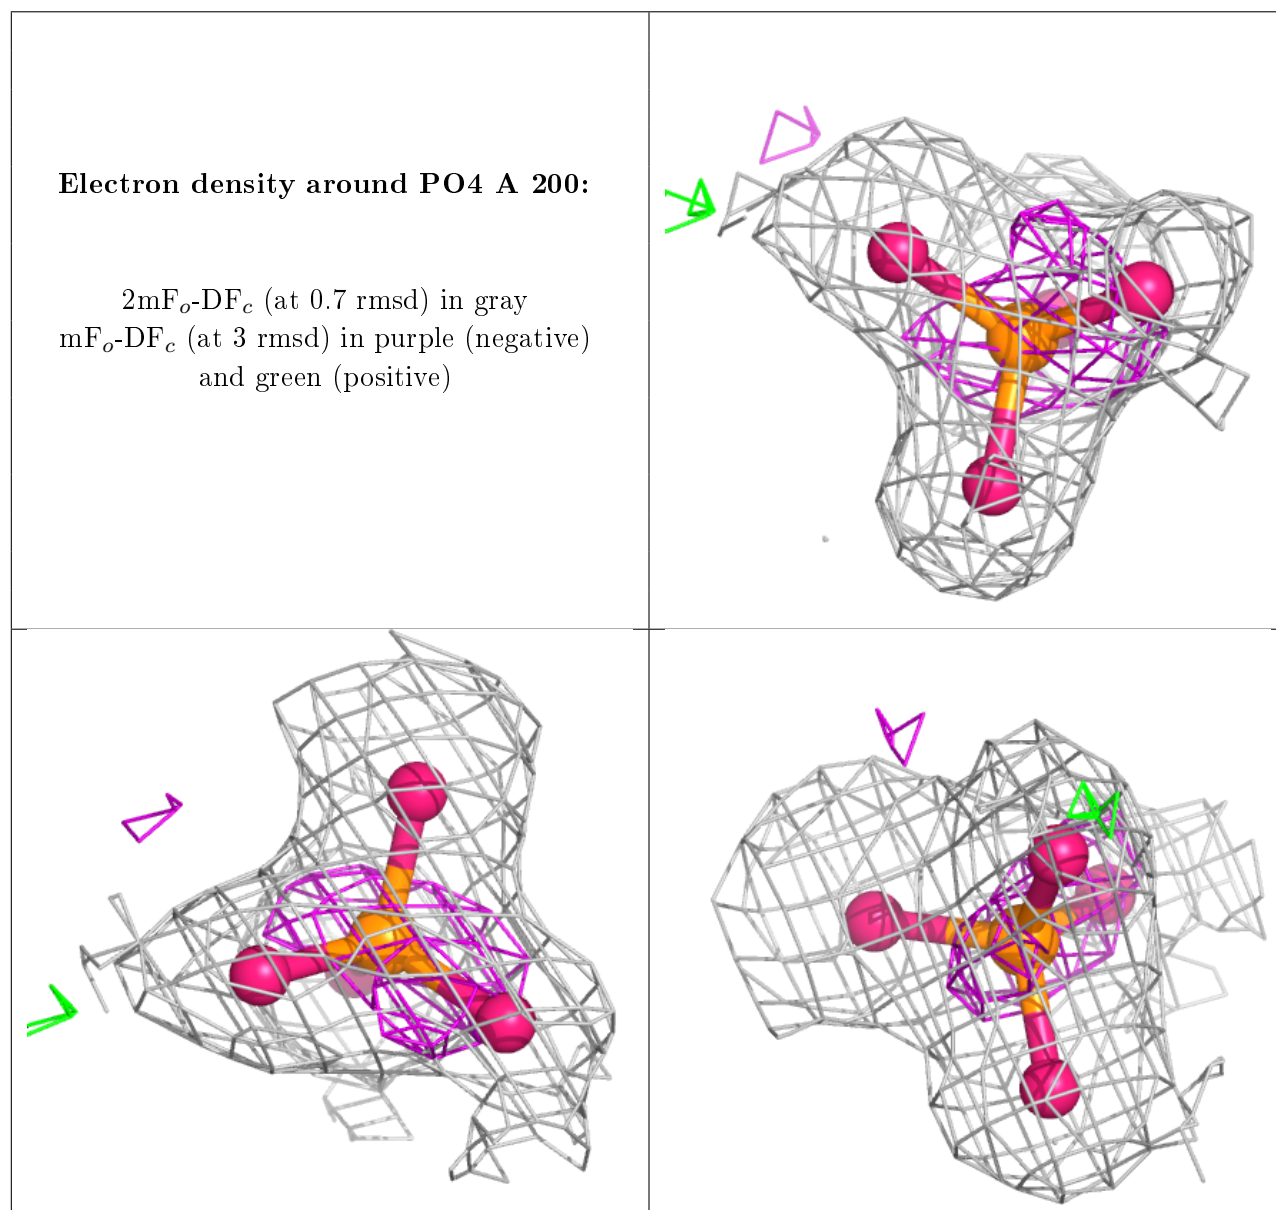 Electron density around PO4 A 200:
2mFo-DFc (at 0.7 rmsd) in gray
mFo-DFc (at 3 rmsd) in purple (negative)
and green (positive)